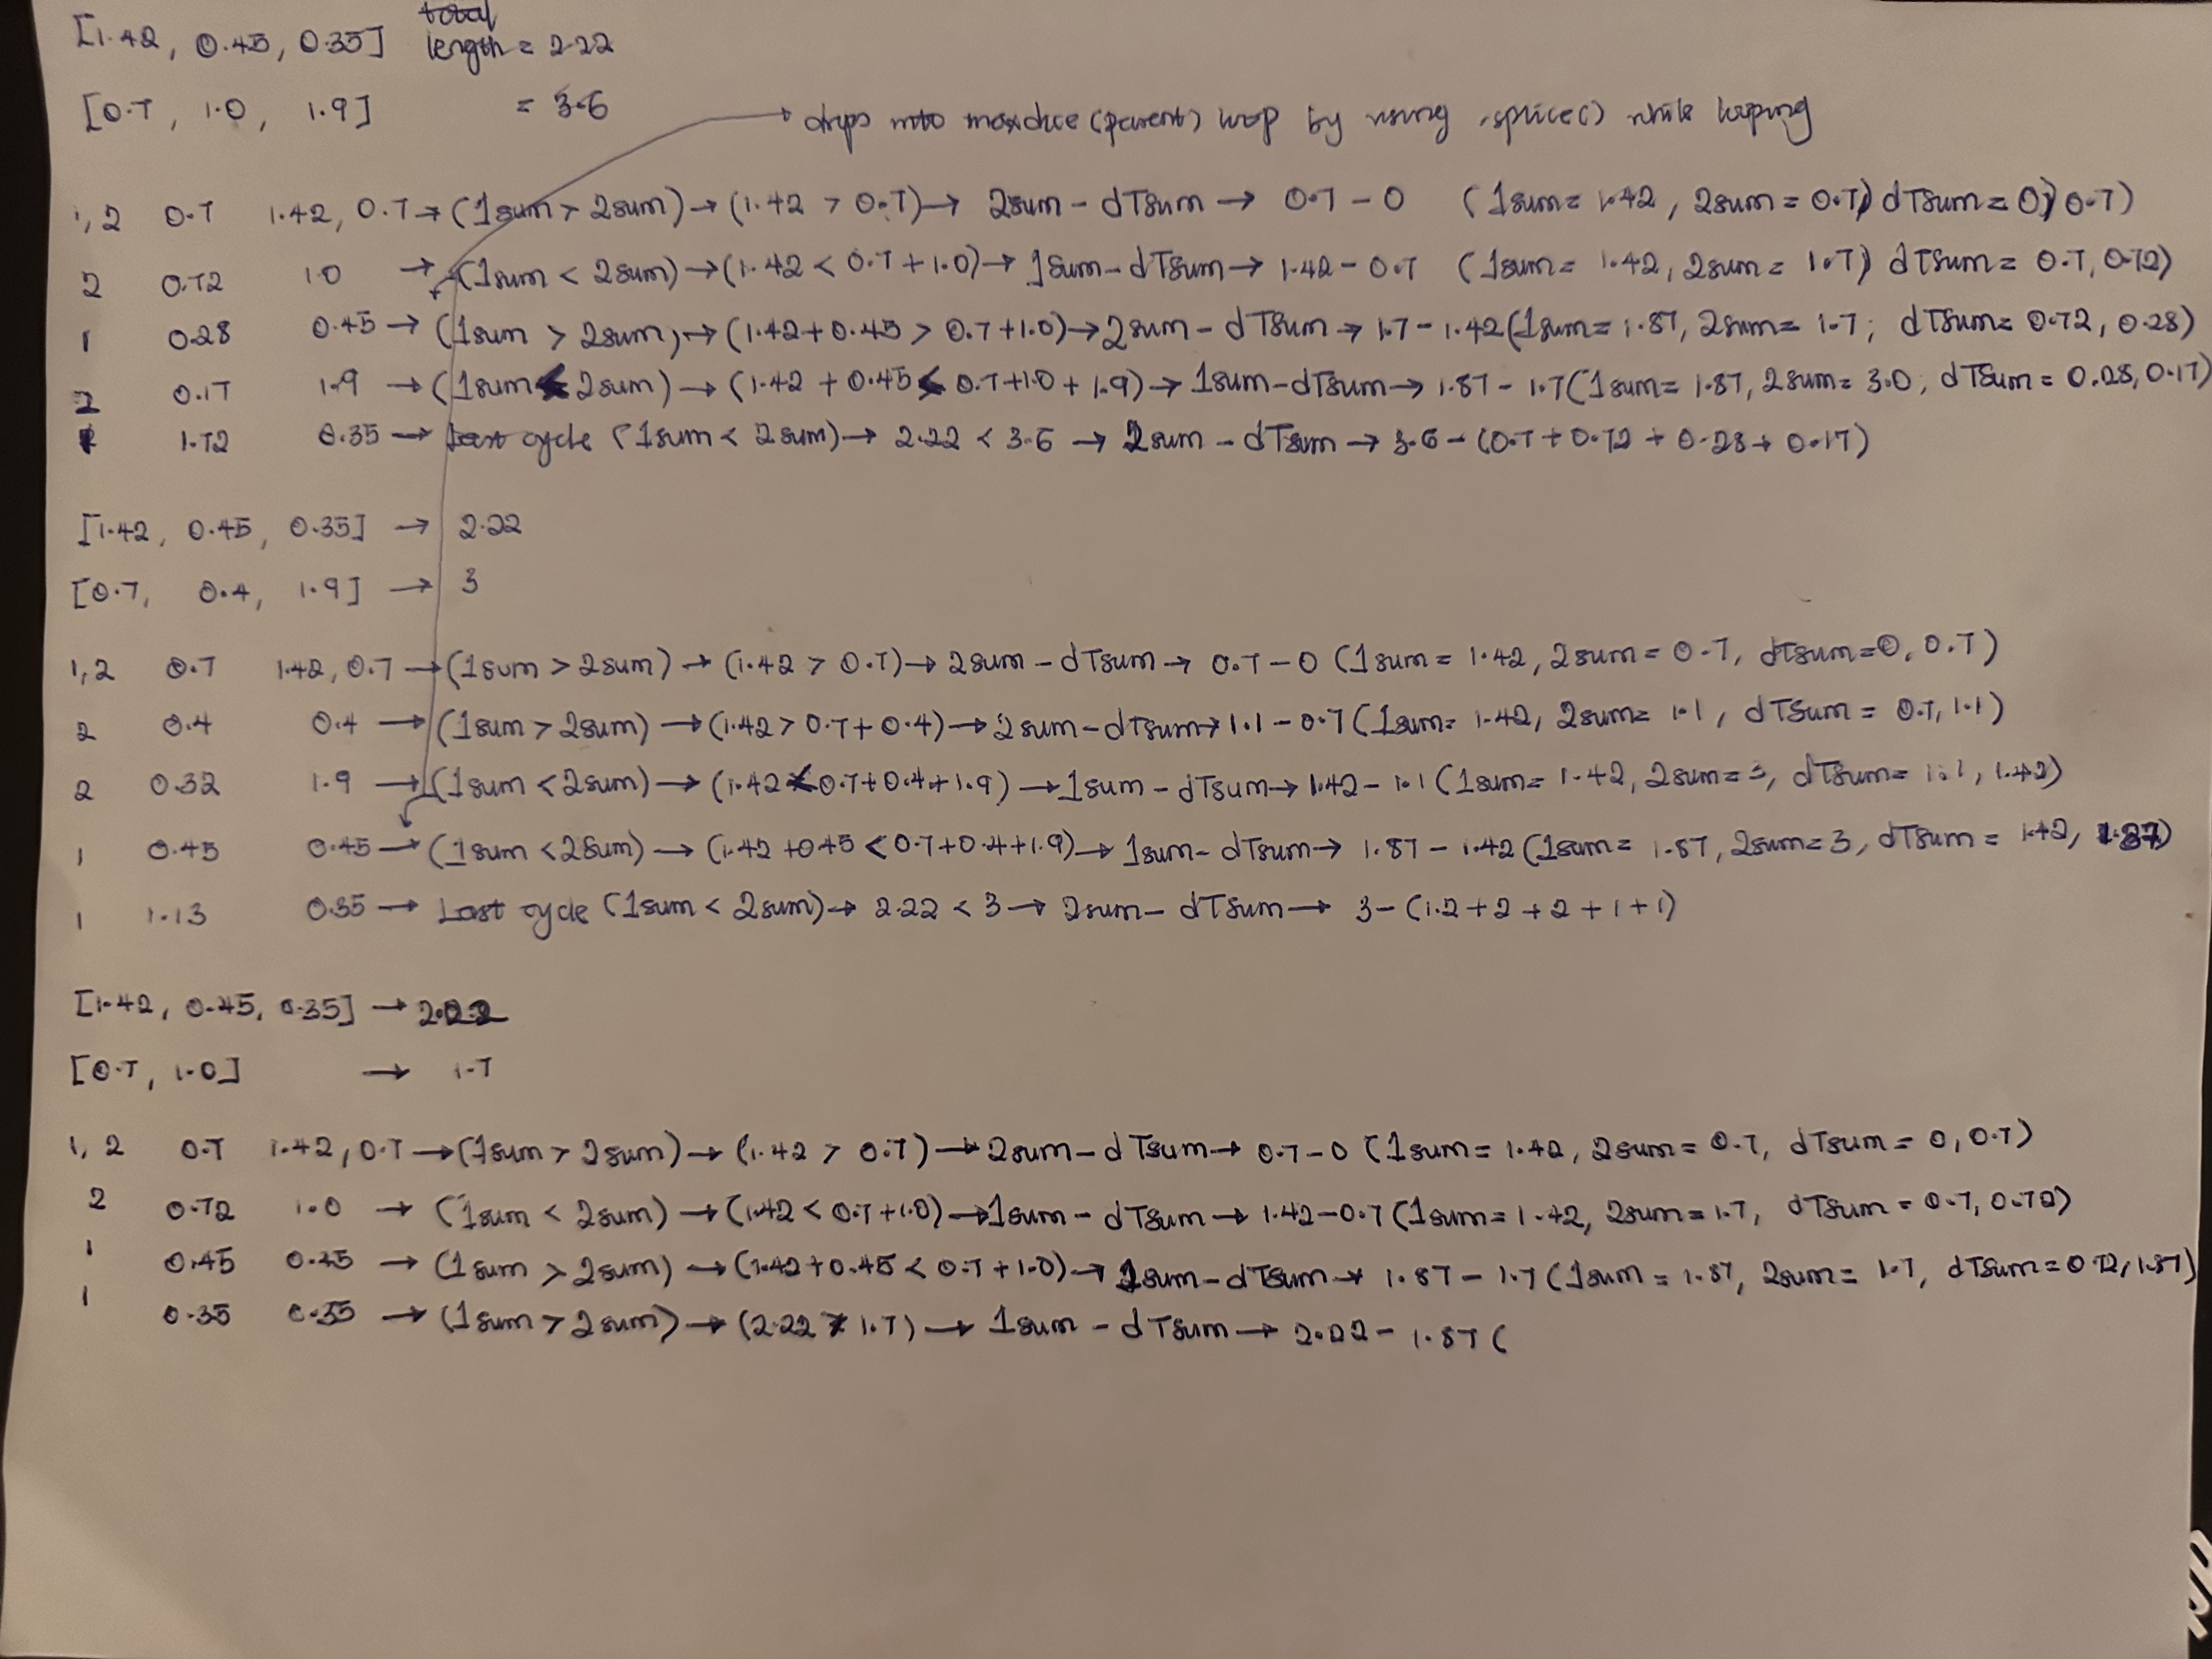 [1.42, 0.45, 0.35] total length = 2.22
[0.7, 1.0, 1.9] = 3.6
→ drop into maxdice(parent) loop by using .splice() while looping
1, 2 0.7 1.42, 0.7 → (1sum > 2sum) → (1.42 > 0.7) → 2sum - dTsum → 0.7 - 0 (1sum = 1.42, 2sum = 0.7) dTsum = 0, 0.7)
2 0.72 1.0 → (1sum < 2sum) → (1.42 < 0.7 + 1.0) → 1sum - dTsum → 1.42 - 0.7 (1sum = 1.42, 2sum = 1.7) dTsum = 0.7, 0.72)
1 0.28 0.45 → (1sum > 2sum) → (1.42 + 0.45 > 0.7 + 1.0) → 2sum - dTsum → 1.7 - 1.42 (1sum = 1.87, 2sum = 1.7; dTsum = 0.72, 0.28)
2 0.17 1.9 → (1sum < 2sum) → (1.42 + 0.45 < 0.7 + 1.0 + 1.9) → 1sum - dTsum → 1.87 - 1.7 (1sum = 1.87, 2sum = 3.0; dTsum = 0.28, 0.17)
1 1.72 0.35 → Last cycle (1sum < 2sum) → 2.22 < 3.6 → 2sum - dTsum → 3.6 - (0.7 + 0.72 + 0.28 + 0.17)
[1.42, 0.45, 0.35] → 2.22
[0.7, 0.4, 1.9] → 3
1, 2 0.7 1.42, 0.7 → (1sum > 2sum) → (1.42 > 0.7) → 2sum - dTsum → 0.7 - 0 (1sum = 1.42, 2sum = 0.7, dTsum = 0, 0.7)
2 0.4 0.4 → (1sum > 2sum) → (1.42 > 0.7 + 0.4) → 2sum - dTsum → 1.1 - 0.7 (1sum = 1.42, 2sum = 1.1, dTsum = 0.7, 1.1)
2 0.32 1.9 → (1sum < 2sum) → (1.42 < 0.7 + 0.4 + 1.9) → 1sum - dTsum → 1.42 - 1.1 (1sum = 1.42, 2sum = 3, dTsum = 1.1, 1.42)
1 0.45 0.45 → (1sum < 2sum) → (1.42 + 0.45 < 0.7 + 0.4 + 1.9) → 1sum - dTsum → 1.87 - 1.42 (1sum = 1.87, 2sum = 3, dTsum = 1.42, 1.87)
1 1.13 0.35 → Last cycle (1sum < 2sum) → 2.22 < 3 → 2sum - dTsum → 3 - (1.2 + 2 + 2 + 1 + 1)
[1.42, 0.45, 0.35] → 2.22
[0.7, 1.0] → 1.7
1, 2 0.7 1.42, 0.7 → (1sum > 2sum) → (1.42 > 0.7) → 2sum - dTsum → 0.7 - 0 (1sum = 1.42, 2sum = 0.7, dTsum = 0, 0.7)
2 0.72 1.0 → (1sum < 2sum) → (1.42 < 0.7 + 1.0) → 1sum - dTsum → 1.42 - 0.7 (1sum = 1.42, 2sum = 1.7, dTsum = 0.7, 0.72)
1 0.45 0.45 → (1sum > 2sum) → (1.42 + 0.45 < 0.7 + 1.0) → 1sum - dTsum → 1.87 - 1.7 (1sum = 1.87, 2sum = 1.7, dTsum = 0.72, 1.87)
1 0.35 0.35 → (1sum > 2sum) → (2.22 > 1.7) → 1sum - dTsum → 2.22 - 1.87 (